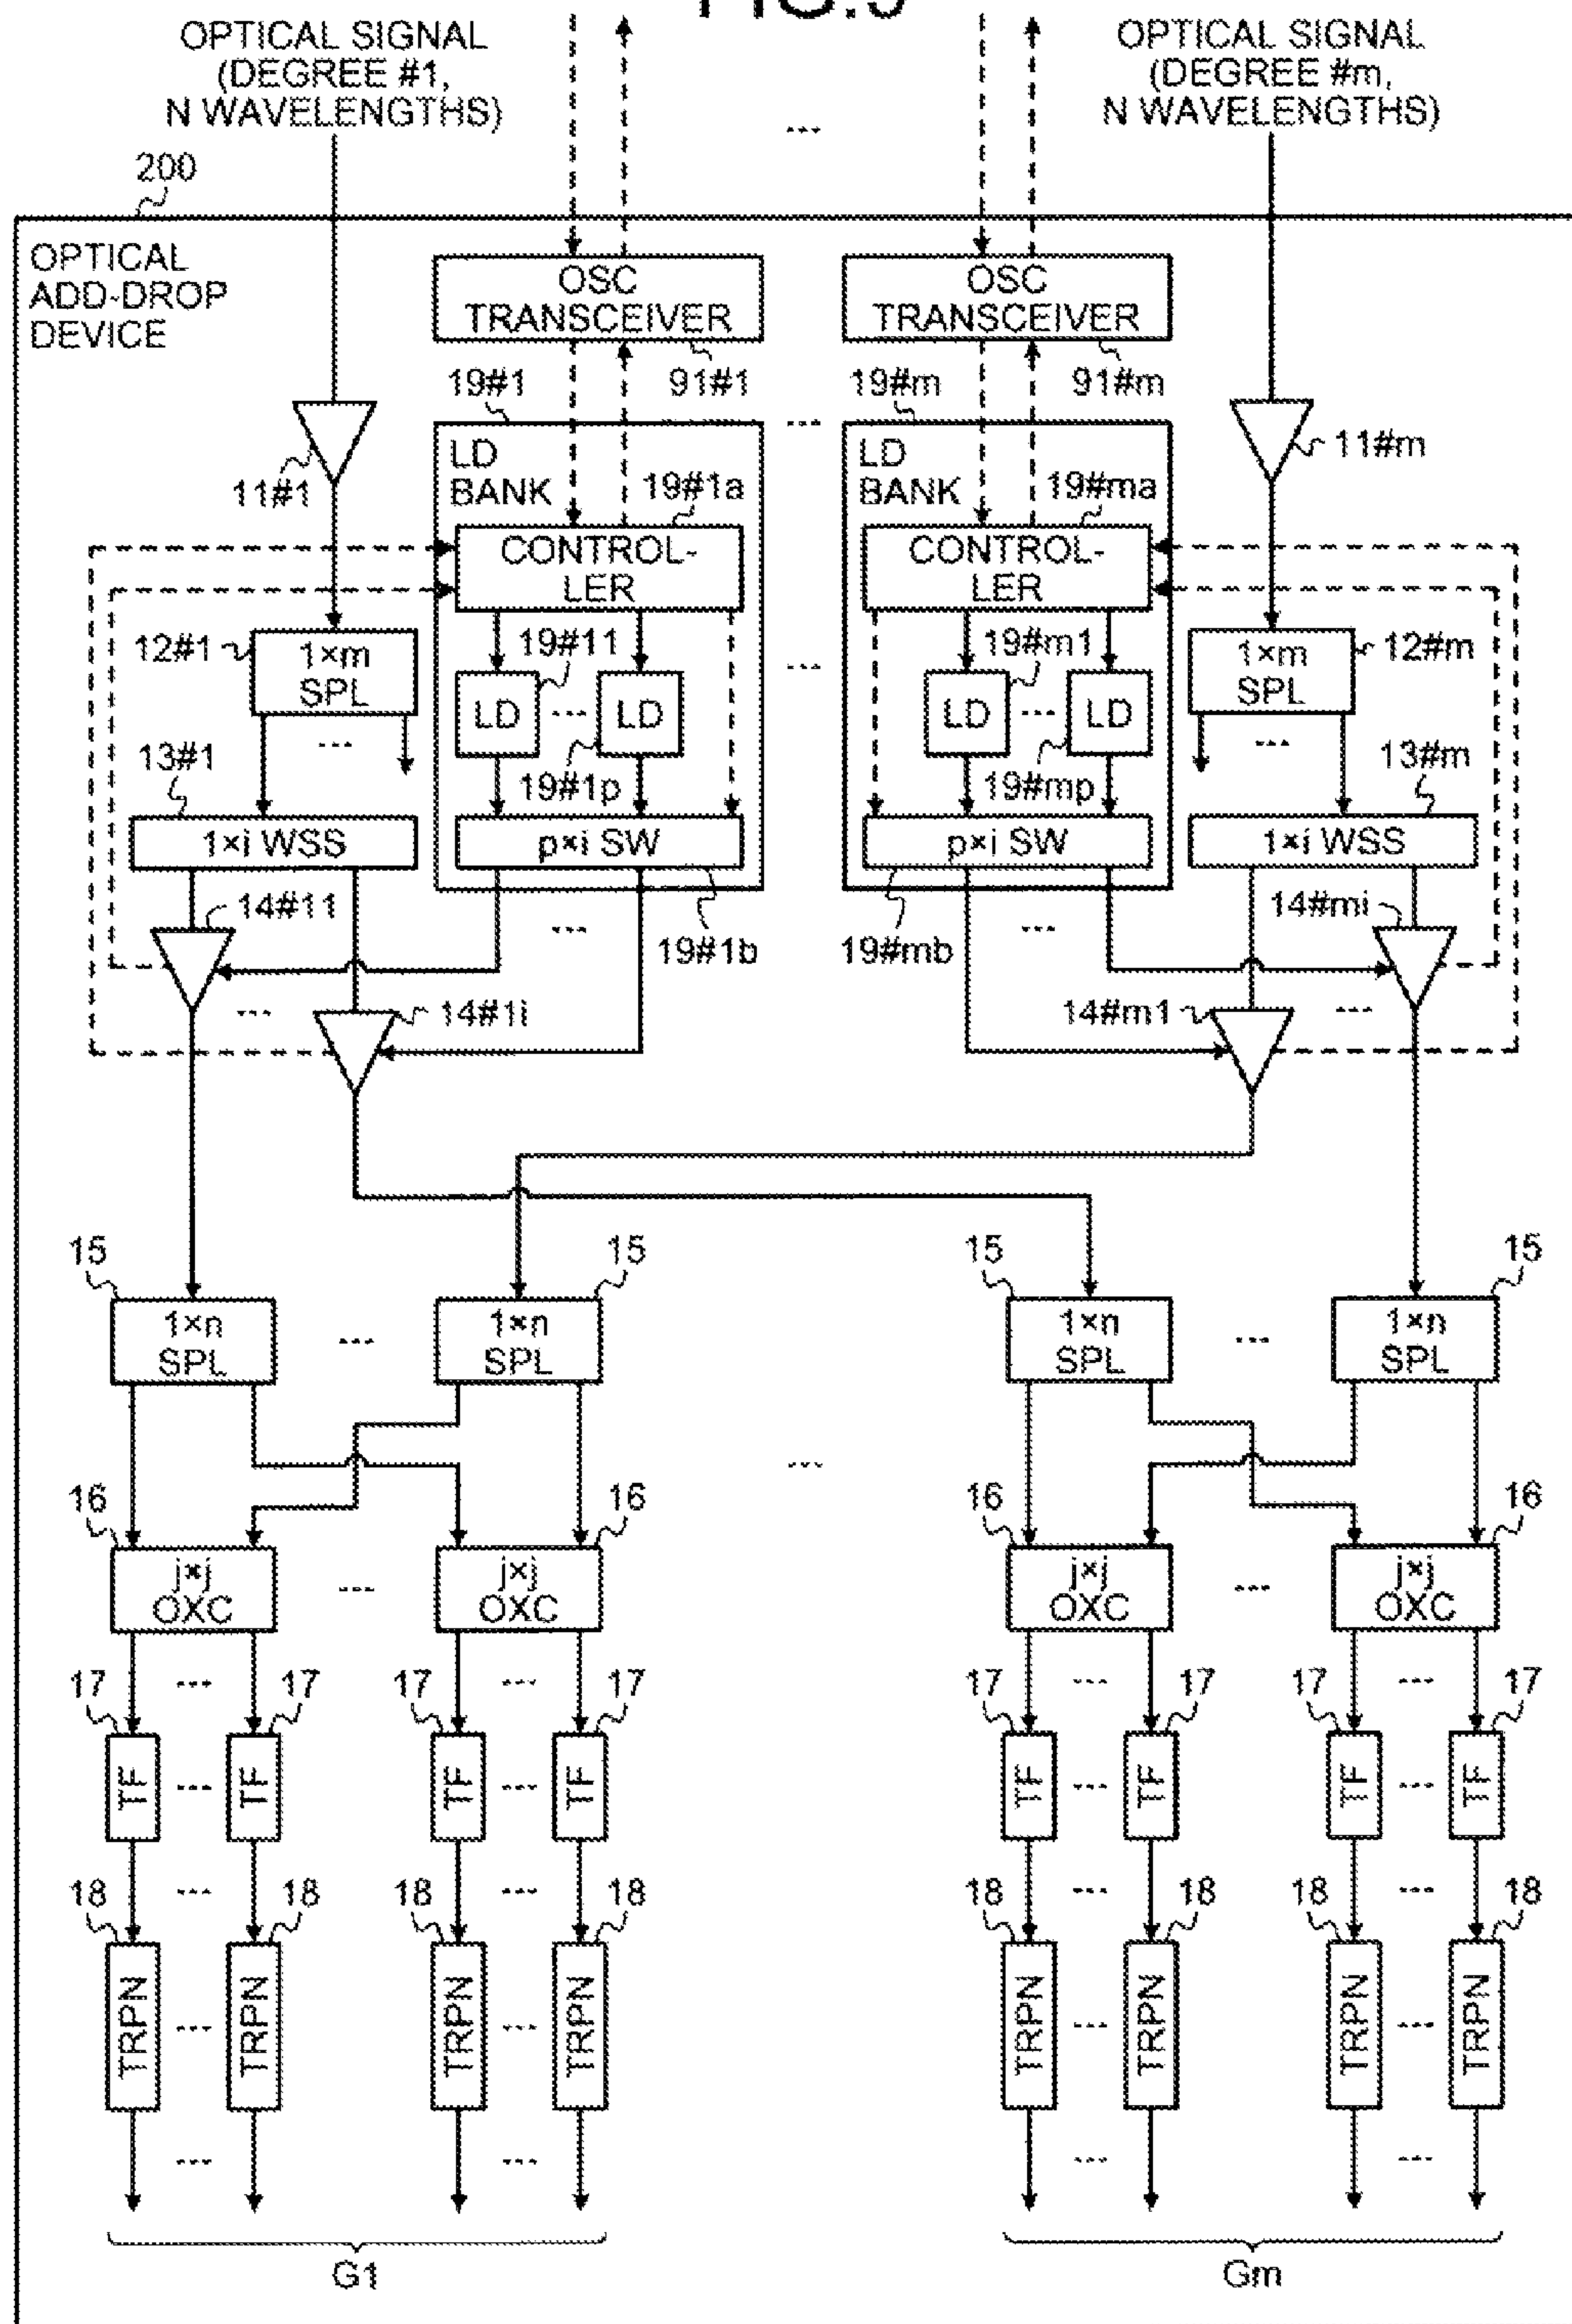 OPTICAL SIGNAL
(DEGREE #1,
N WAVELENGTHS)
...
OPTICAL SIGNAL
(DEGREE #m,
N WAVELENGTHS)
200
OPTICAL
ADD-DROP
DEVICE
OSC
TRANSCEIVER
OSC
TRANSCEIVER
19#1
91#1
...
19#m
91#m
11#1
LD
BANK
19#1a
LD
BANK
19#ma
11#m
CONTROL-
LER
CONTROL-
LER
12#1
1×m
SPL
19#11
...
19#m1
1×m
SPL
12#m
LD ... LD
LD ... LD
...
...
13#1
19#1p
19#mp
13#m
1×i WSS
p×i SW
p×i SW
1×i WSS
14#11
...
19#1b
19#mb
...
14#mi
...
14#1i
14#m1
...
15
15
15
15
1×n
SPL
...
1×n
SPL
1×n
SPL
...
1×n
SPL
...
16
16
16
16
j×j
OXC
...
j×j
OXC
j×j
OXC
...
j×j
OXC
17 ... 17
17 ... 17
17 ... 17
17 ... 17
TF ... TF
TF ... TF
TF ... TF
TF ... TF
18 ... 18
18 ... 18
18 ... 18
18 ... 18
TRPN ... TRPN
TRPN ... TRPN
TRPN ... TRPN
TRPN ... TRPN
...
...
...
...
G1
Gm